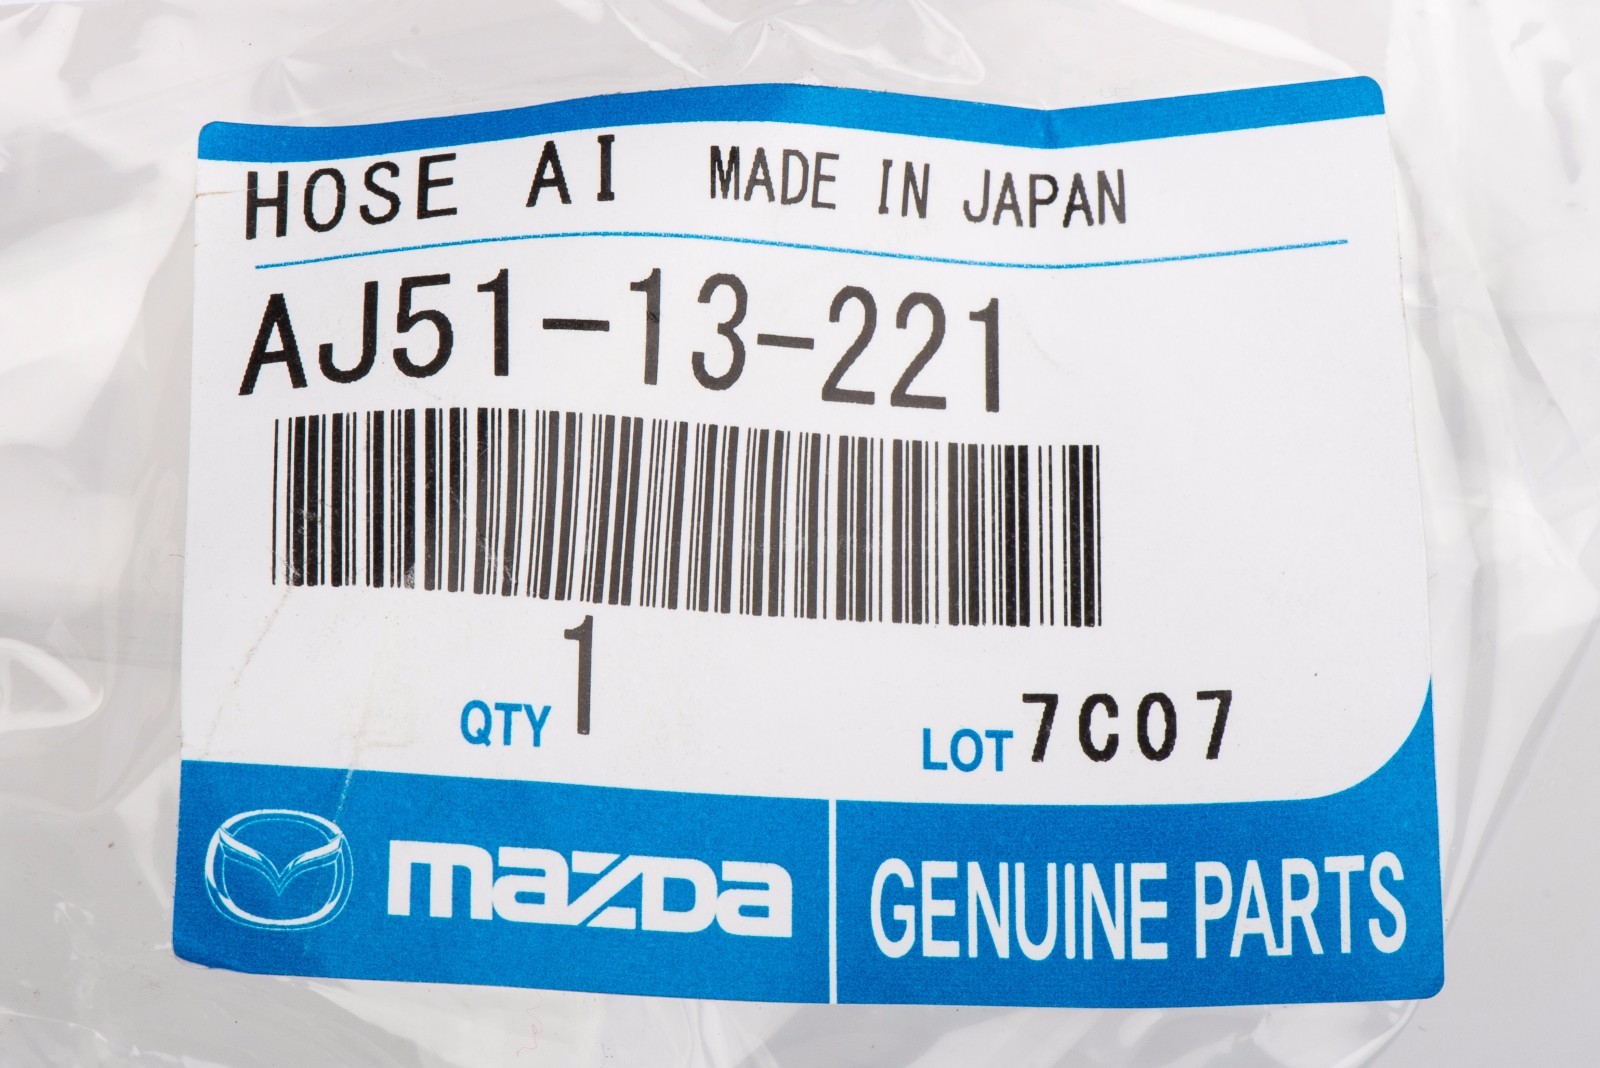 HOSE AI MADE IN JAPAN
AJ51-13-221
QTY 1 LOT 7C07
mazda GENUINE PARTS